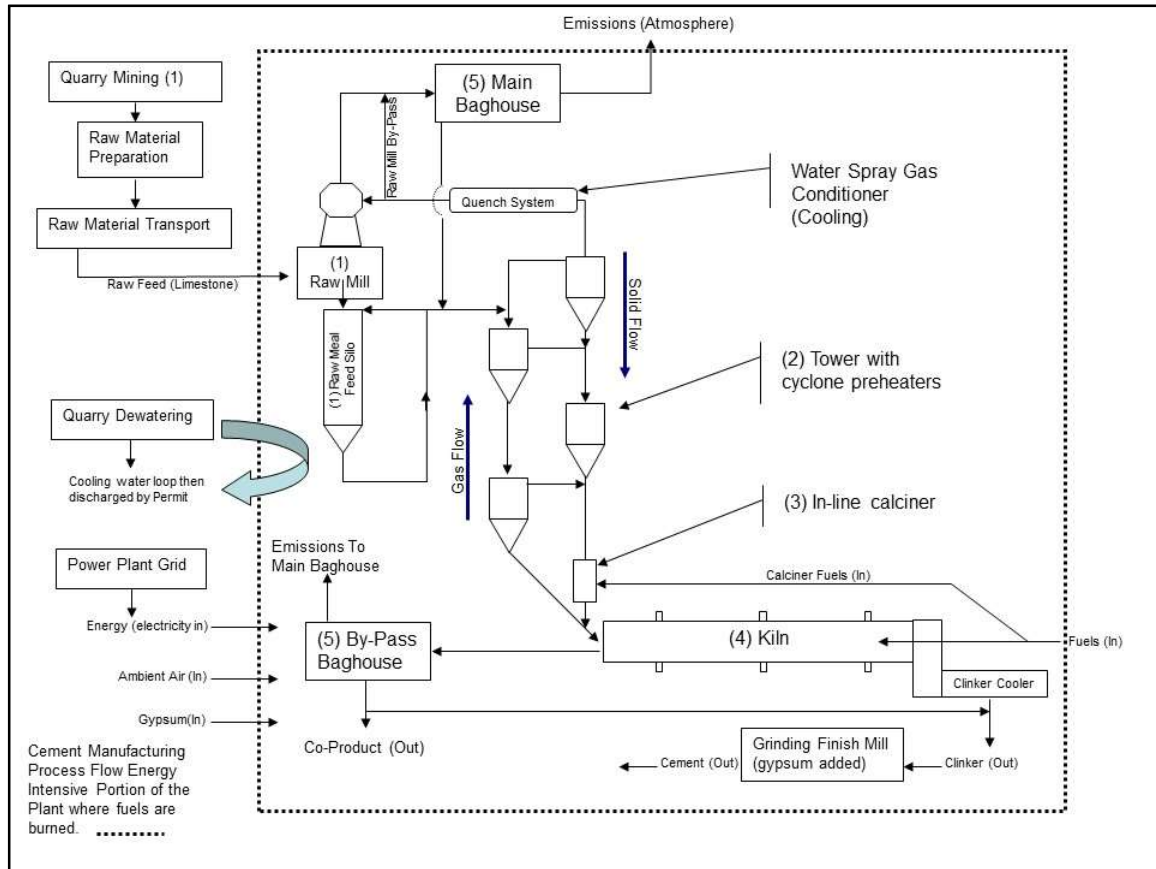 Emissions (Atmosphere)
Quarry Mining (1)
Raw Material
Preparation
Raw Material Transport
Raw Feed (Limestone)
(5) Main
Baghouse
Raw Mill By-Pass
Quench System
Water Spray Gas
Conditioner
(Cooling)
(1)
Raw Mill
(1) Raw Meal
Feed Silo
Solid Flow
Gas Flow
(2) Tower with
cyclone preheaters
Quarry Dewatering
Cooling water loop then
discharged by Permit
(3) In-line calciner
Emissions To
Main Baghouse
Power Plant Grid
Calciner Fuels (In)
Energy (electricity in)
(5) By-Pass
Baghouse
(4) Kiln
Fuels (In)
Ambient Air (In)
Clinker Cooler
Gypsum(In)
Co-Product (Out)
Grinding Finish Mill
(gypsum added)
Cement (Out)
Clinker (Out)
Cement Manufacturing
Process Flow Energy
Intensive Portion of the
Plant where fuels are
burned.